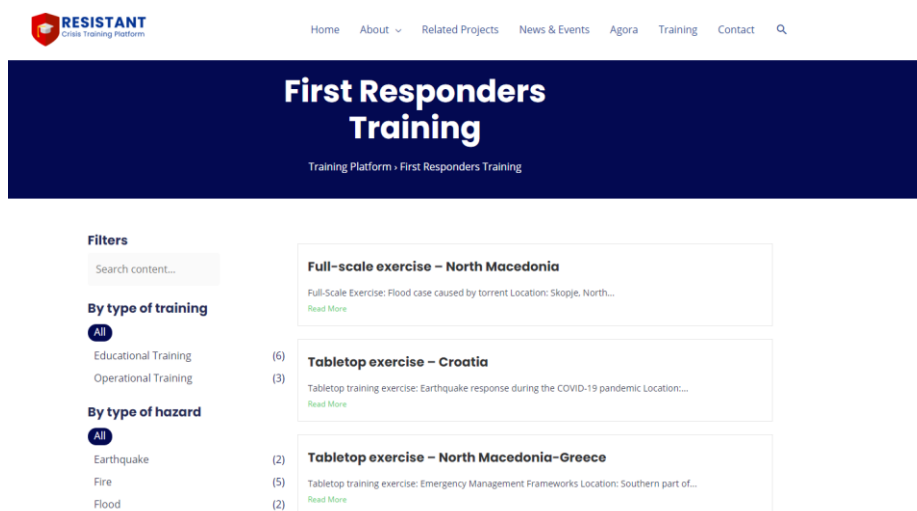 RESISTANT
Crisis Training Platform
Home About Related Projects News & Events Agora Training Contact
First Responders
Training
Training Platform › First Responders Training
Filters
Search content...
By type of training
All
Educational Training (6)
Operational Training (3)
By type of hazard
All
Earthquake (2)
Fire (5)
Flood (2)
Full-scale exercise – North Macedonia
Full-Scale Exercise: Flood case caused by torrent Location: Skopje, North...
Read More
Tabletop exercise – Croatia
Tabletop training exercise: Earthquake response during the COVID-19 pandemic Location:...
Read More
Tabletop exercise – North Macedonia-Greece
Tabletop training exercise: Emergency Management Frameworks Location: Southern part of...
Read More